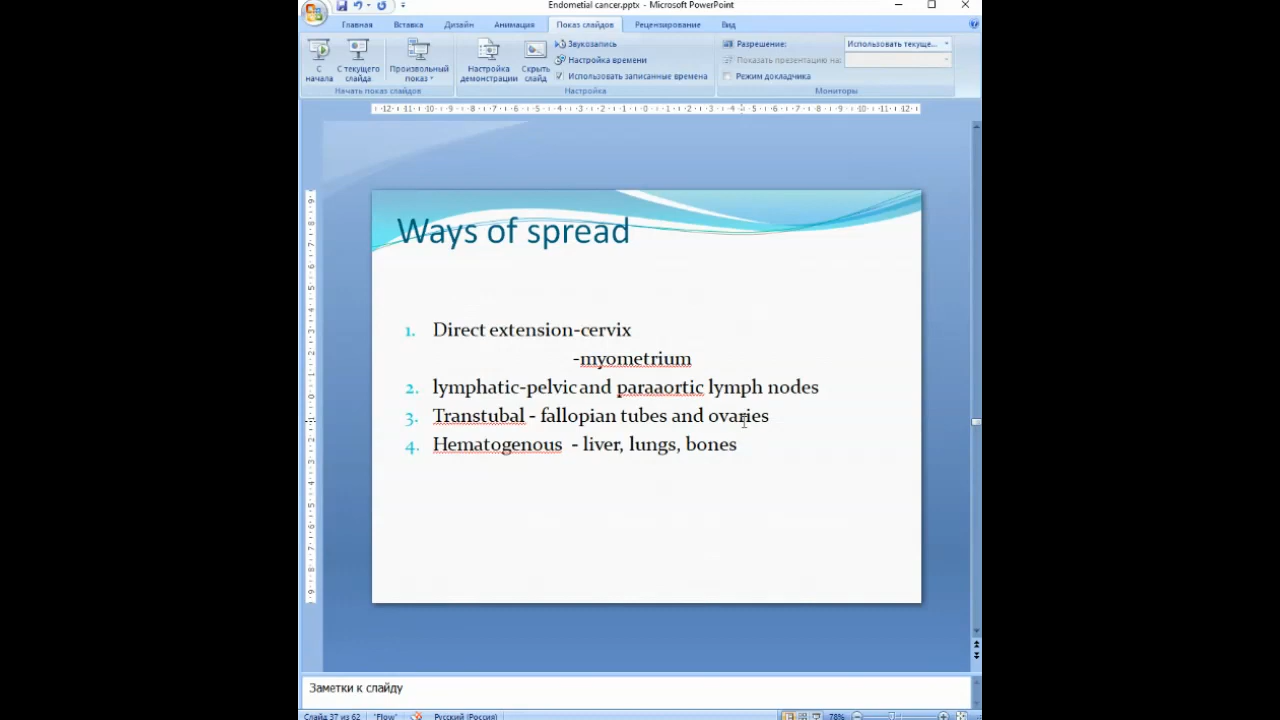 Endometial cancer.pptx - Microsoft PowerPoint
Главная Вставка Дизайн Анимация Показ слайдов Рецензирование Вид
С начала
С текущего слайда
Произвольный показ
Начать показ слайдов
Настройка демонстрации
Скрыть слайд
Звукозапись
Настройка времени
Использовать записанные времена
Настройка
Разрешение: Использовать текуще...
Показать презентацию на:
Режим докладчика
Мониторы
Ways of spread
1. Direct extension-cervix
-myometrium
2. lymphatic-pelvic and paraaortic lymph nodes
3. Transtubal - fallopian tubes and ovaries
4. Hematogenous - liver, lungs, bones
Заметки к слайду
Слайд 37 из 62 "Flow" Русский (Россия) 78%